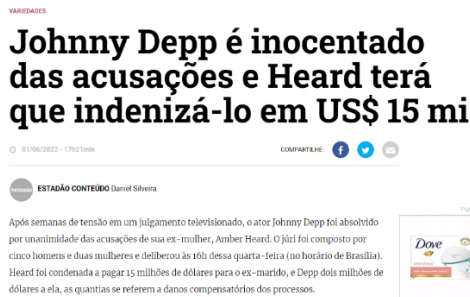 VARIEDADES
Johnny Depp é inocentado
das acusações e Heard terá
que indenizá-lo em US$ 15 mi
01/06/2022 - 17h21min
COMPARTILHE:
ESTADÃO CONTEÚDO Daniel Silveira
Após semanas de tensão em um julgamento televisionado, o ator Johnny Depp foi absolvido
por unanimidade das acusações de sua ex-mulher, Amber Heard. O júri foi composto por
cinco homens e duas mulheres e deliberou às 16h dessa quarta-feira (no horário de Brasília).
Heard foi condenada a pagar 15 milhões de dólares para o ex-marido, e Depp dois milhões de
dólares a ela, as quantias se referem a danos compensatórios dos processos.
Dove